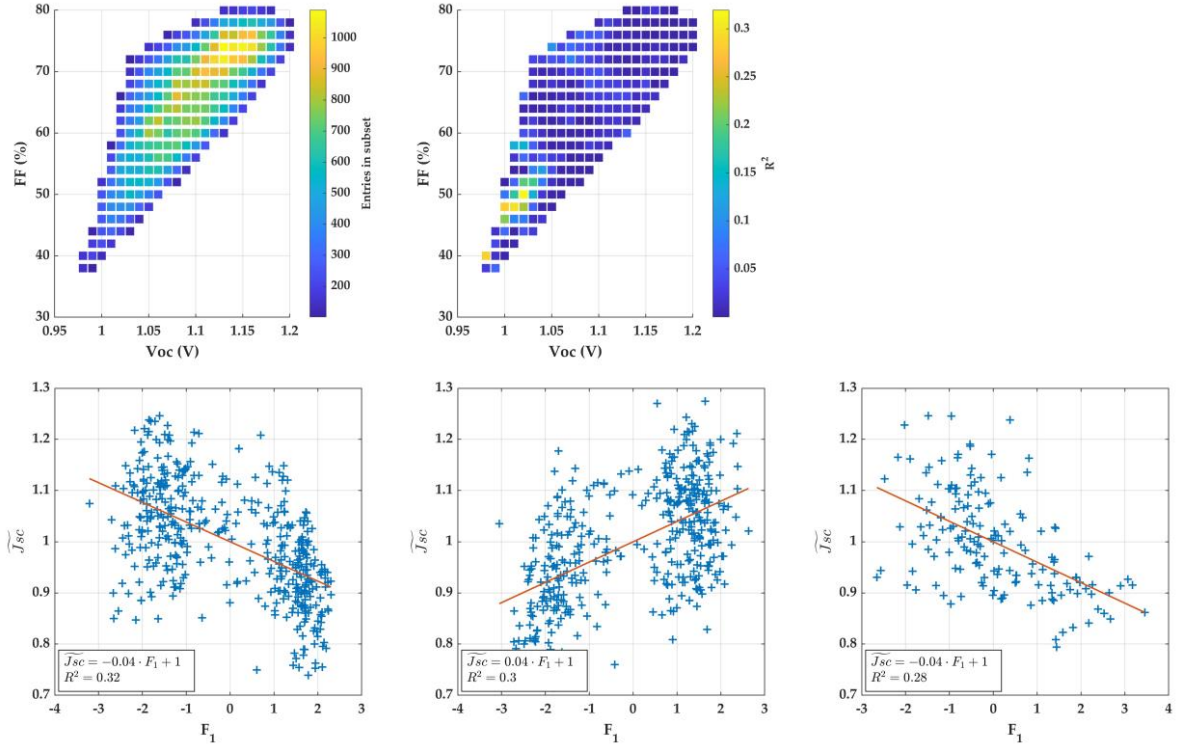 80
70
60
50
40
30
FF (%)
0.95 1 1.05 1.1 1.15 1.2
Voc (V)
1000
900
800
700
600
500
400
300
200
Entries in subset
80
70
60
50
40
30
FF (%)
0.95 1 1.05 1.1 1.15 1.2
Voc (V)
0.3
0.25
0.2
0.15
0.1
0.05
R²
1.3
1.2
1.1
1
0.9
0.8
0.7
J̃sc
J̃sc = −0.04 · F₁ + 1
R² = 0.32
-4 -3 -2 -1 0 1 2 3
F₁
1.3
1.2
1.1
1
0.9
0.8
0.7
J̃sc
J̃sc = 0.04 · F₁ + 1
R² = 0.3
-4 -3 -2 -1 0 1 2 3
F₁
1.3
1.2
1.1
1
0.9
0.8
0.7
J̃sc
J̃sc = −0.04 · F₁ + 1
R² = 0.28
-3 -2 -1 0 1 2 3 4
F₁